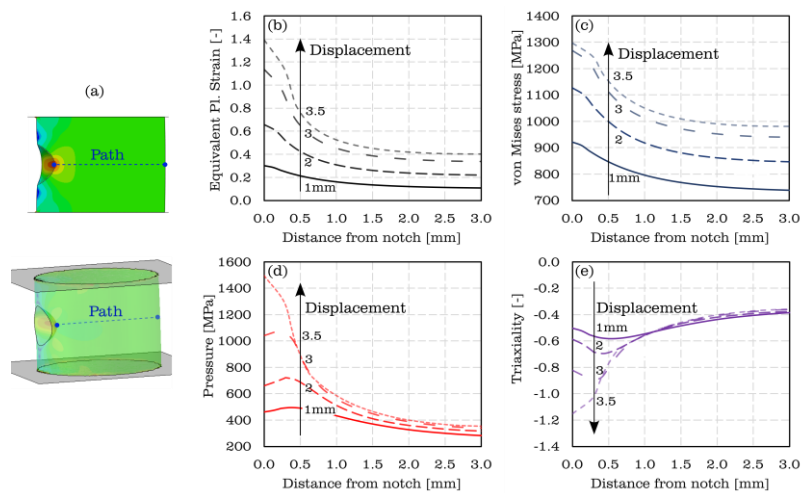 (a)
Path
Path
(b)
Displacement
3.5
3
2
1mm
Equivalent Pl. Strain [-]
1.6
1.4
1.2
1.0
0.8
0.6
0.4
0.2
0.0
0.0 0.5 1.0 1.5 2.0 2.5 3.0
Distance from notch [mm]
(c)
Displacement
3.5
3
2
1mm
von Mises stress [MPa]
1400
1300
1200
1100
1000
900
800
700
0.0 0.5 1.0 1.5 2.0 2.5 3.0
Distance from notch [mm]
(d)
Displacement
3.5
3
2
1mm
Pressure [MPa]
1600
1400
1200
1000
800
600
400
200
0.0 0.5 1.0 1.5 2.0 2.5 3.0
Distance from notch [mm]
(e)
Displacement
1mm
2
3
3.5
Triaxiality [-]
0.0
-0.2
-0.4
-0.6
-0.8
-1.0
-1.2
-1.4
0.0 0.5 1.0 1.5 2.0 2.5 3.0
Distance from notch [mm]